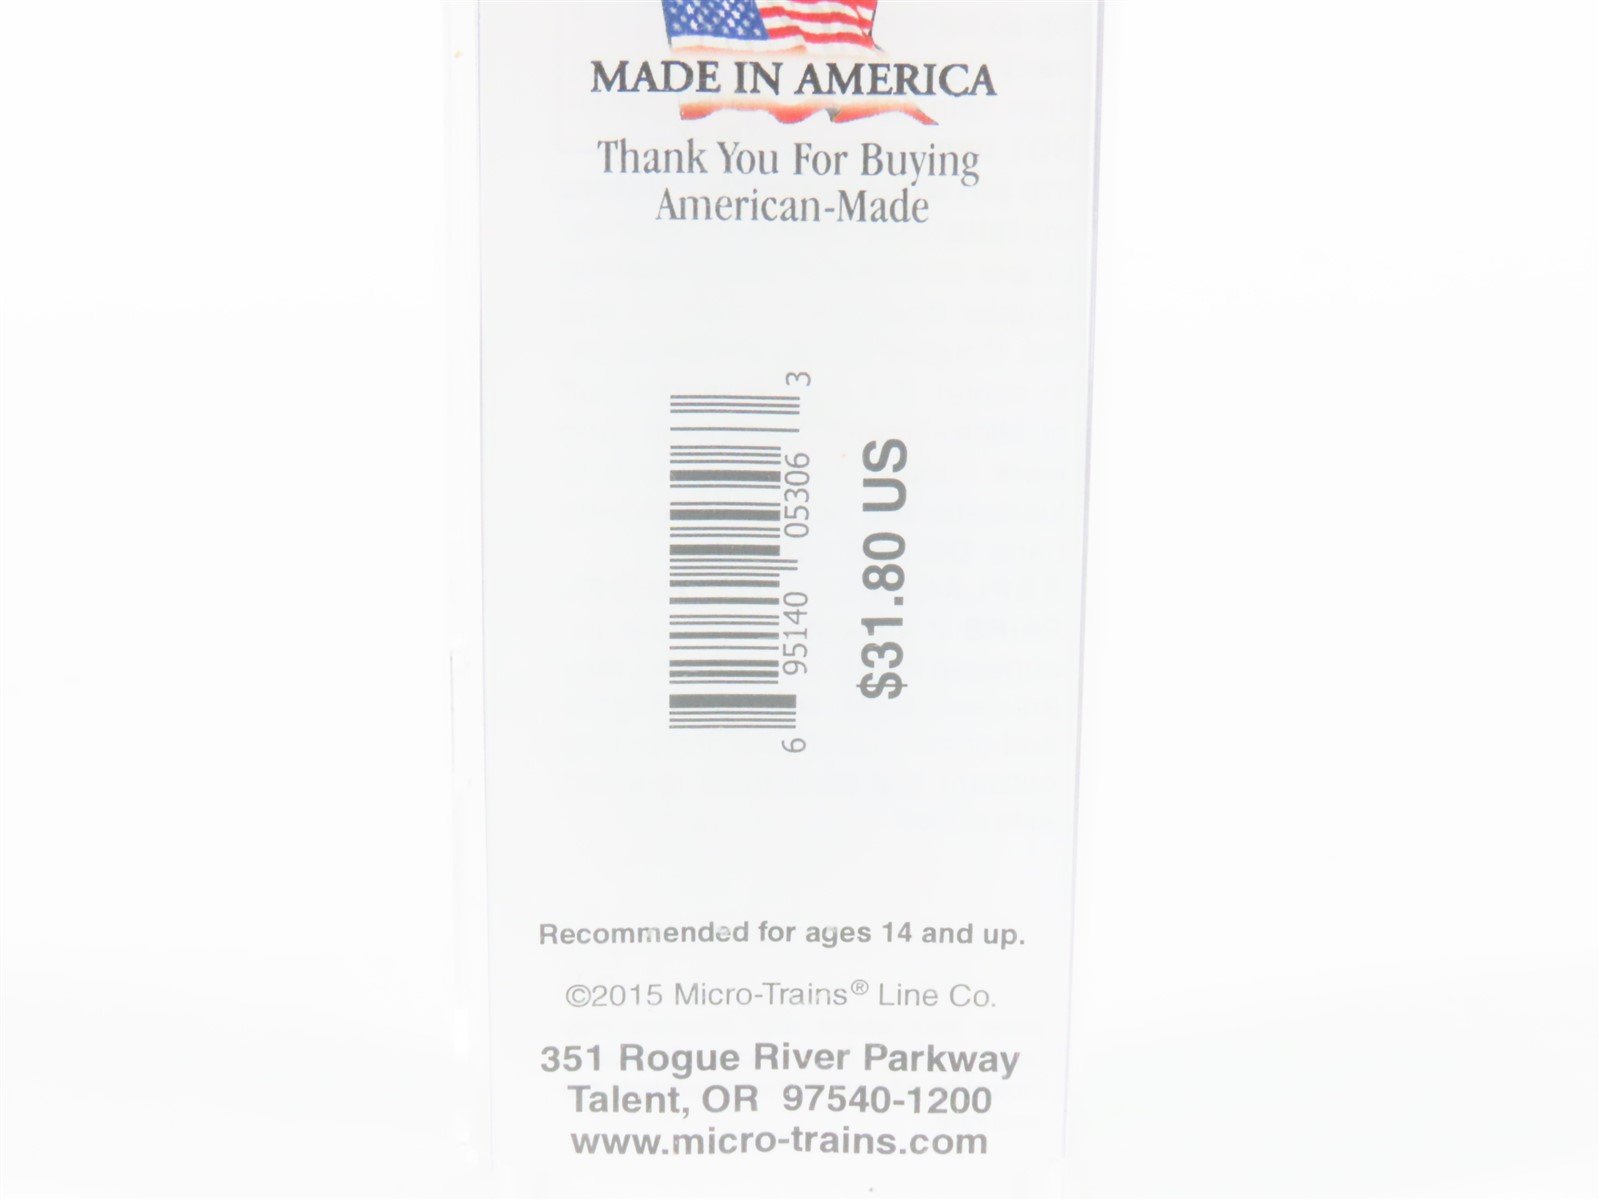 MADE IN AMERICA
Thank You For Buying
American-Made
6 95140 05306 3
$31.80 US
Recommended for ages 14 and up.
©2015 Micro-Trains® Line Co.
351 Rogue River Parkway
Talent, OR 97540-1200
www.micro-trains.com